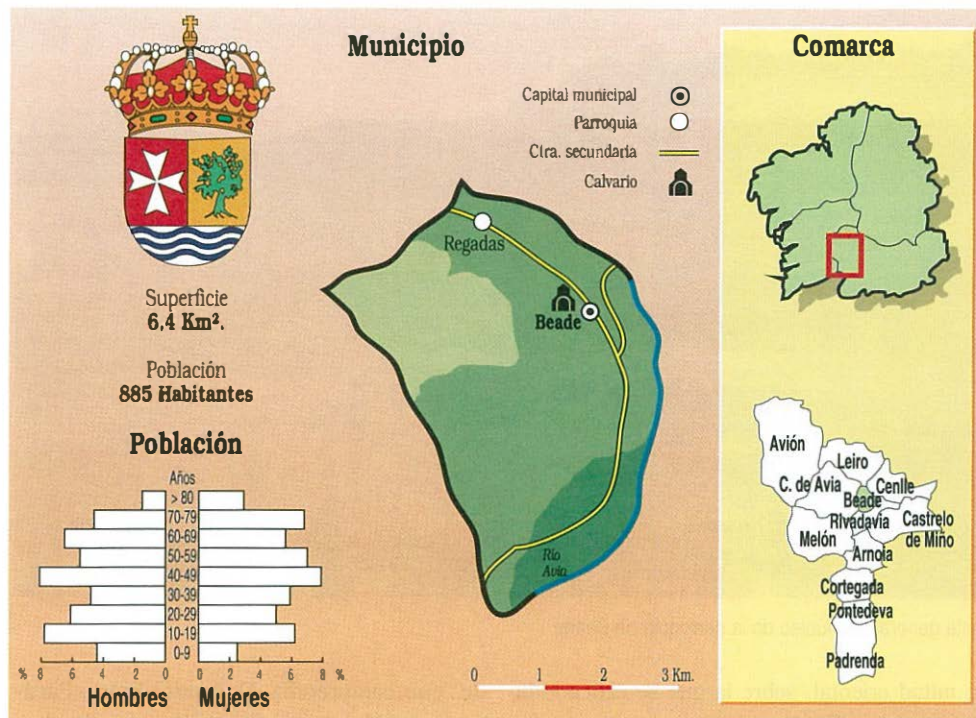 Municipio
Capital municipal
Parroquia
Ctra. secundaria
Calvario
Superficie
6,4 Km².
Población
885 Habitantes
Población
Años
> 80
70-79
60-69
50-59
40-49
30-39
20-29
10-19
0-9
% 8 6 4 2 0
0 2 4 6 8 %
Hombres Mujeres
Regadas
Beade
Río
Avia
0 1 2 3 Km.
Comarca
Avión
Leiro
C. de Avia
Cenlle
Beade
Rivadavia
Castrelo
de Miño
Melón
Arnoia
Cortegada
Pontedeva
Padrenda